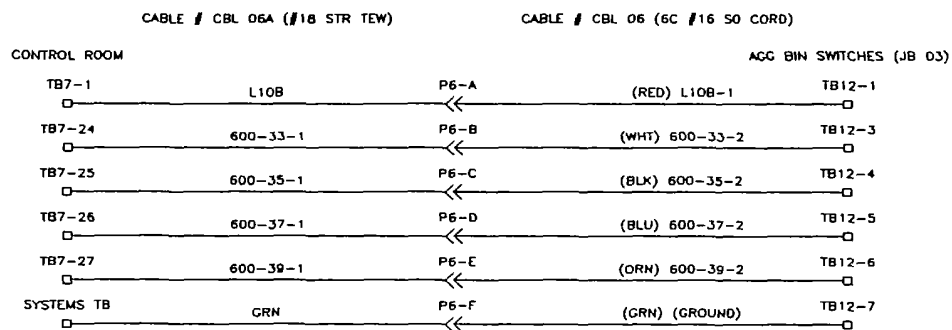 CABLE # CBL 06A (#18 STR TEW) CABLE # CBL 06 (6C #16 SO CORD)
CONTROL ROOM AGG BIN SWITCHES (JB 03)
TB7-1 L10B P6-A (RED) L10B-1 TB12-1
TB7-24 600-33-1 P6-B (WHT) 600-33-2 TB12-3
TB7-25 600-35-1 P6-C (BLK) 600-35-2 TB12-4
TB7-26 600-37-1 P6-D (BLU) 600-37-2 TB12-5
TB7-27 600-39-1 P6-E (ORN) 600-39-2 TB12-6
SYSTEMS TB GRN P6-F (GRN) (GROUND) TB12-7